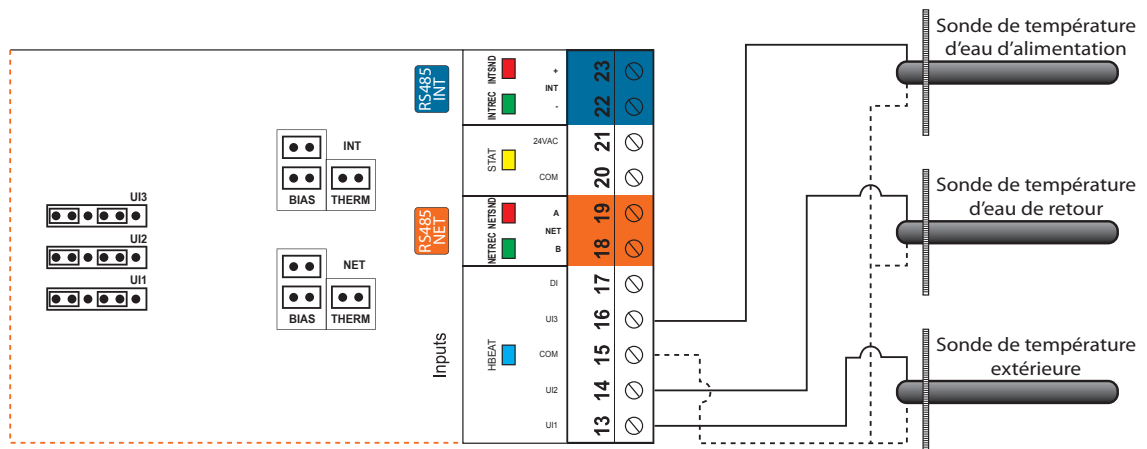 Sonde de température
d'eau d'alimentation
Sonde de température
d'eau de retour
Sonde de température
extérieure
RS485
INT
RS485
NET
INTREC INTSND
STAT
NETREC NETSND
HBEAT
Inputs
+
INT
-
24VAC
COM
A
NET
B
DI
UI3
COM
UI2
UI1
23
22
21
20
19
18
17
16
15
14
13
INT
BIAS THERM
NET
BIAS THERM
UI3
UI2
UI1